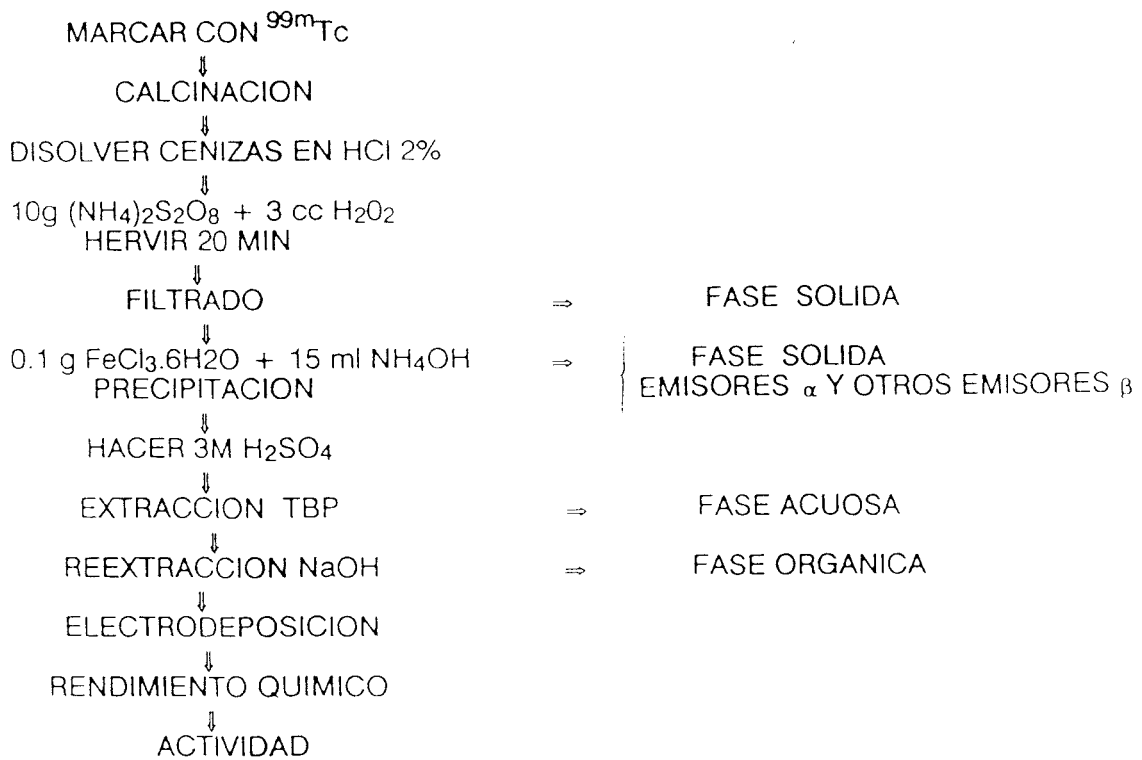 MARCAR CON 99mTc
⇓
CALCINACION
⇓
DISOLVER CENIZAS EN HCl 2%
⇓
10g (NH4)2S2O8 + 3 cc H2O2
HERVIR 20 MIN
⇓
FILTRADO ⇒ FASE SOLIDA
⇓
0.1 g FeCl3.6H2O + 15 ml NH4OH ⇒ FASE SOLIDA
PRECIPITACION EMISORES α Y OTROS EMISORES β
⇓
HACER 3M H2SO4
⇓
EXTRACCION TBP ⇒ FASE ACUOSA
⇓
REEXTRACCION NaOH ⇒ FASE ORGANICA
⇓
ELECTRODEPOSICION
⇓
RENDIMIENTO QUIMICO
⇓
ACTIVIDAD